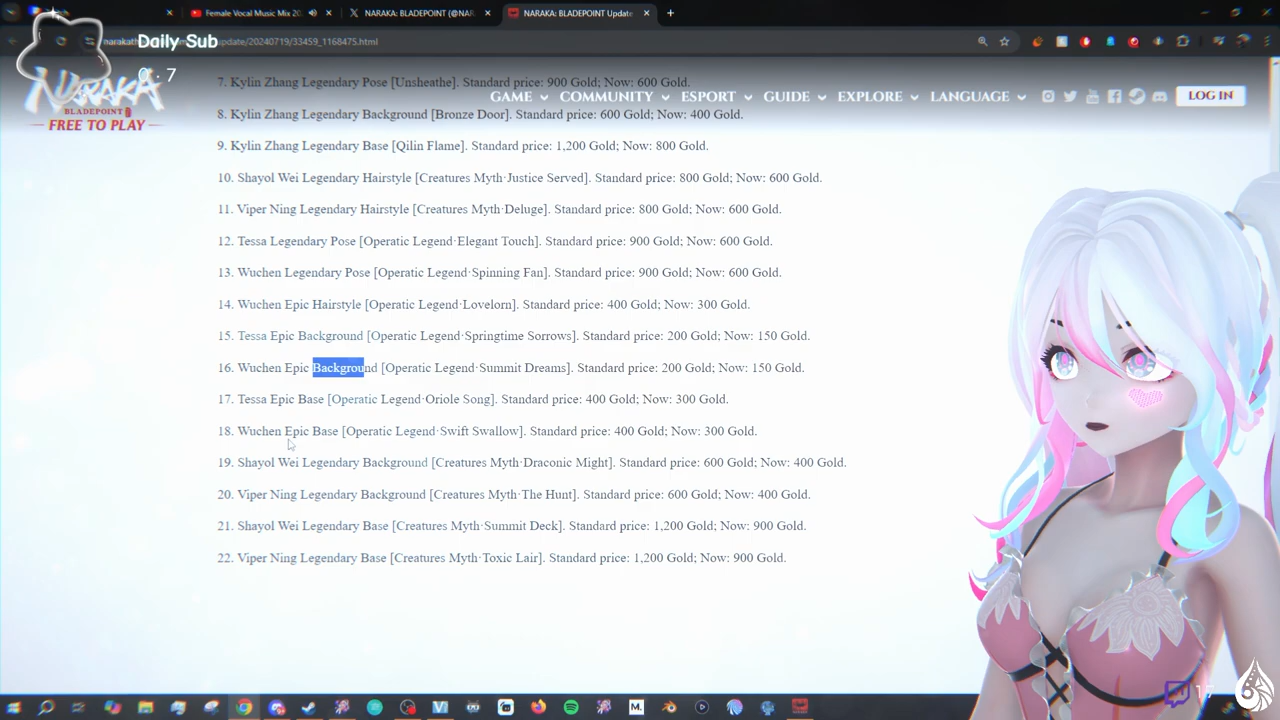 Female Vocal Music Mix 20
NARAKA: BLADEPOINT (@NAR
NARAKA: BLADEPOINT Updat
Daily Sub
update/20240719/33459_1168475.html
0 · 7
NARAKA
BLADEPOINT
FREE TO PLAY
GAME COMMUNITY ESPORT GUIDE EXPLORE LANGUAGE LOG IN
7. Kylin Zhang Legendary Pose [Unsheathe]. Standard price: 900 Gold; Now: 600 Gold.
8. Kylin Zhang Legendary Background [Bronze Door]. Standard price: 600 Gold; Now: 400 Gold.
9. Kylin Zhang Legendary Base [Qilin Flame]. Standard price: 1,200 Gold; Now: 800 Gold.
10. Shayol Wei Legendary Hairstyle [Creatures Myth·Justice Served]. Standard price: 800 Gold; Now: 600 Gold.
11. Viper Ning Legendary Hairstyle [Creatures Myth·Deluge]. Standard price: 800 Gold; Now: 600 Gold.
12. Tessa Legendary Pose [Operatic Legend·Elegant Touch]. Standard price: 900 Gold; Now: 600 Gold.
13. Wuchen Legendary Pose [Operatic Legend·Spinning Fan]. Standard price: 900 Gold; Now: 600 Gold.
14. Wuchen Epic Hairstyle [Operatic Legend·Lovelorn]. Standard price: 400 Gold; Now: 300 Gold.
15. Tessa Epic Background [Operatic Legend·Springtime Sorrows]. Standard price: 200 Gold; Now: 150 Gold.
16. Wuchen Epic Background [Operatic Legend·Summit Dreams]. Standard price: 200 Gold; Now: 150 Gold.
17. Tessa Epic Base [Operatic Legend·Oriole Song]. Standard price: 400 Gold; Now: 300 Gold.
18. Wuchen Epic Base [Operatic Legend·Swift Swallow]. Standard price: 400 Gold; Now: 300 Gold.
19. Shayol Wei Legendary Background [Creatures Myth·Draconic Might]. Standard price: 600 Gold; Now: 400 Gold.
20. Viper Ning Legendary Background [Creatures Myth·The Hunt]. Standard price: 600 Gold; Now: 400 Gold.
21. Shayol Wei Legendary Base [Creatures Myth·Summit Deck]. Standard price: 1,200 Gold; Now: 900 Gold.
22. Viper Ning Legendary Base [Creatures Myth·Toxic Lair]. Standard price: 1,200 Gold; Now: 900 Gold.